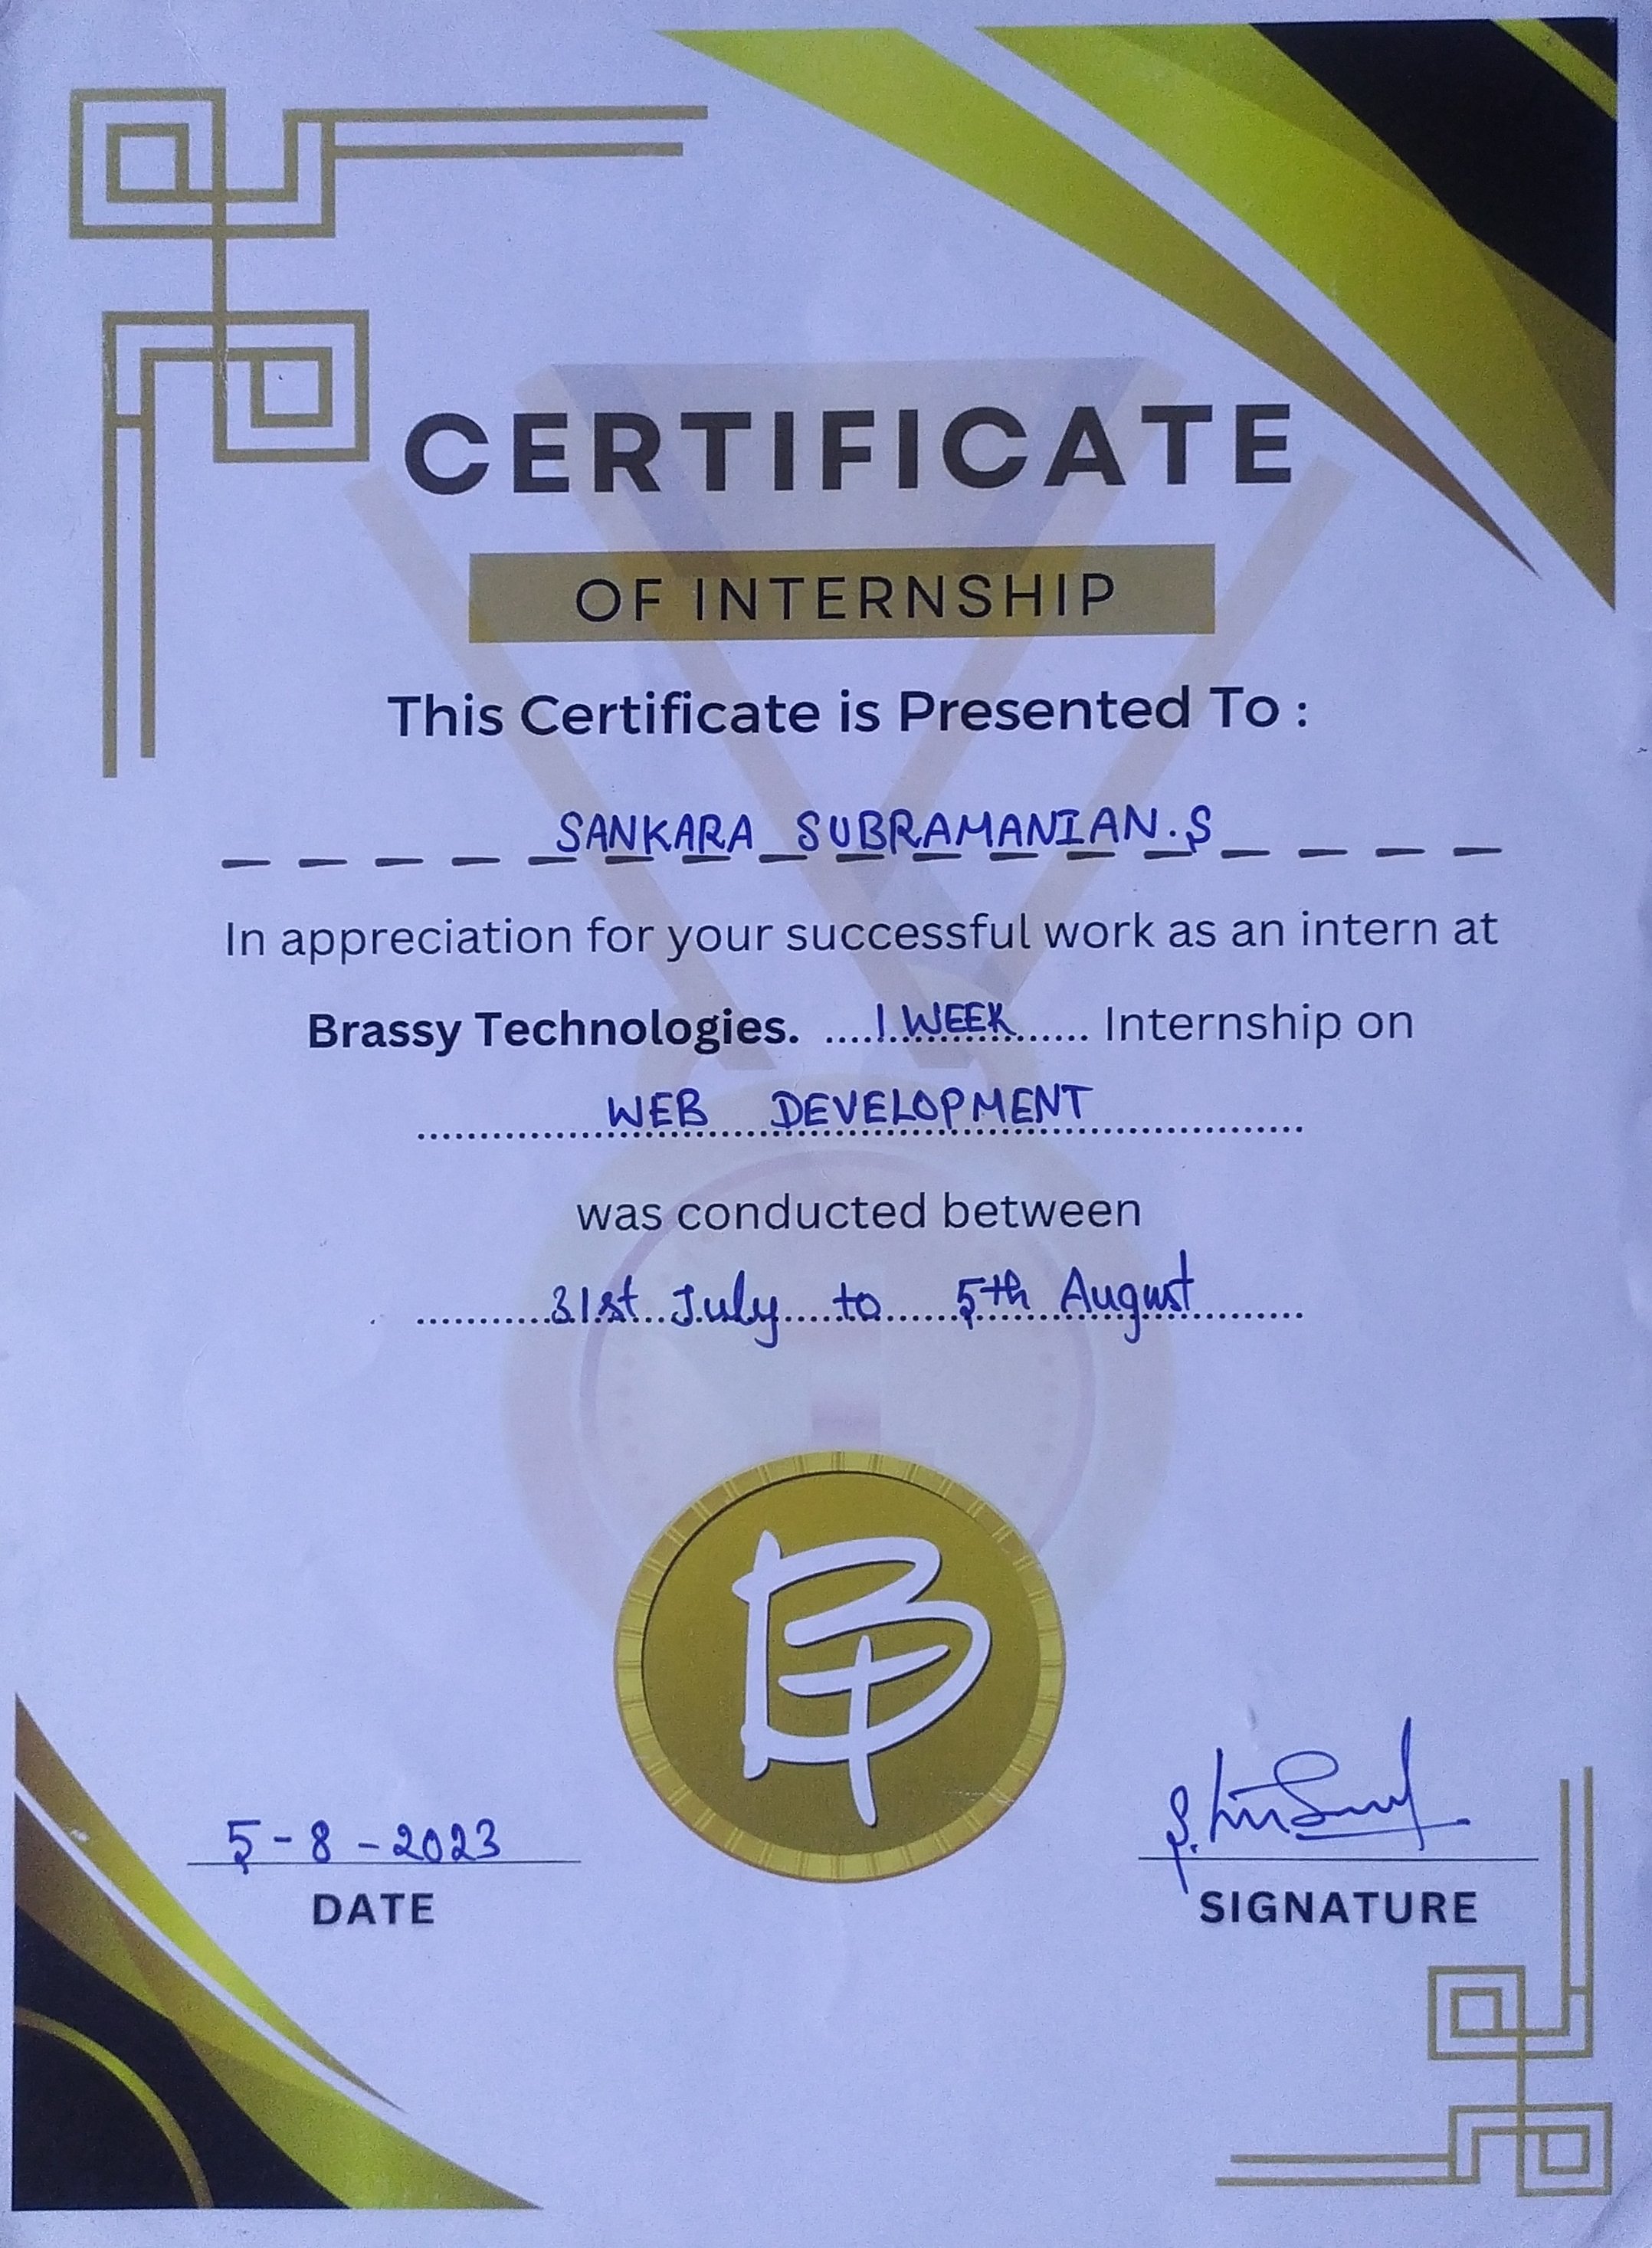 CERTIFICATE
OF INTERNSHIP
This Certificate is Presented To :
SANKARA SUBRAMANIAN.S
In appreciation for your successful work as an intern at
Brassy Technologies. ....1 WEEK....... Internship on
WEB DEVELOPMENT
was conducted between
31st July to 5th August
BT
5-8-2023
DATE
SIGNATURE